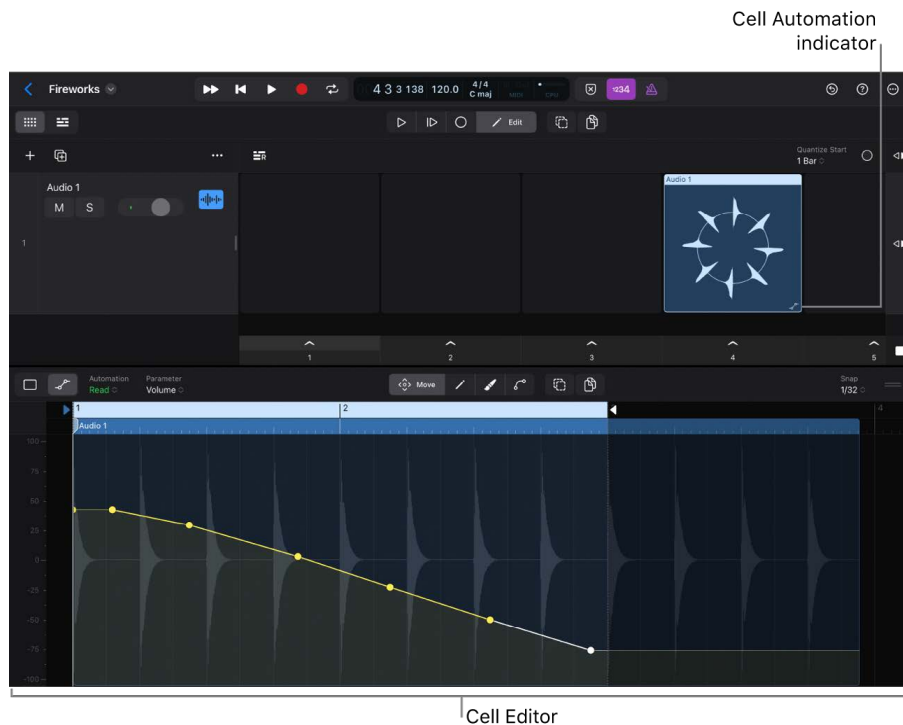 Cell Automation
indicator
Fireworks
4 3 3 138 120.0 4/4 C maj MIDI CPU
1234
Edit
Quantize Start
1 Bar
Audio 1
M S
Audio 1
1
1 2 3 4 5
Automation
Read
Parameter
Volume
Move
Snap
1/32
1 2 4
Audio 1
100
75
50
25
0
-25
-50
-75
-100
Cell Editor